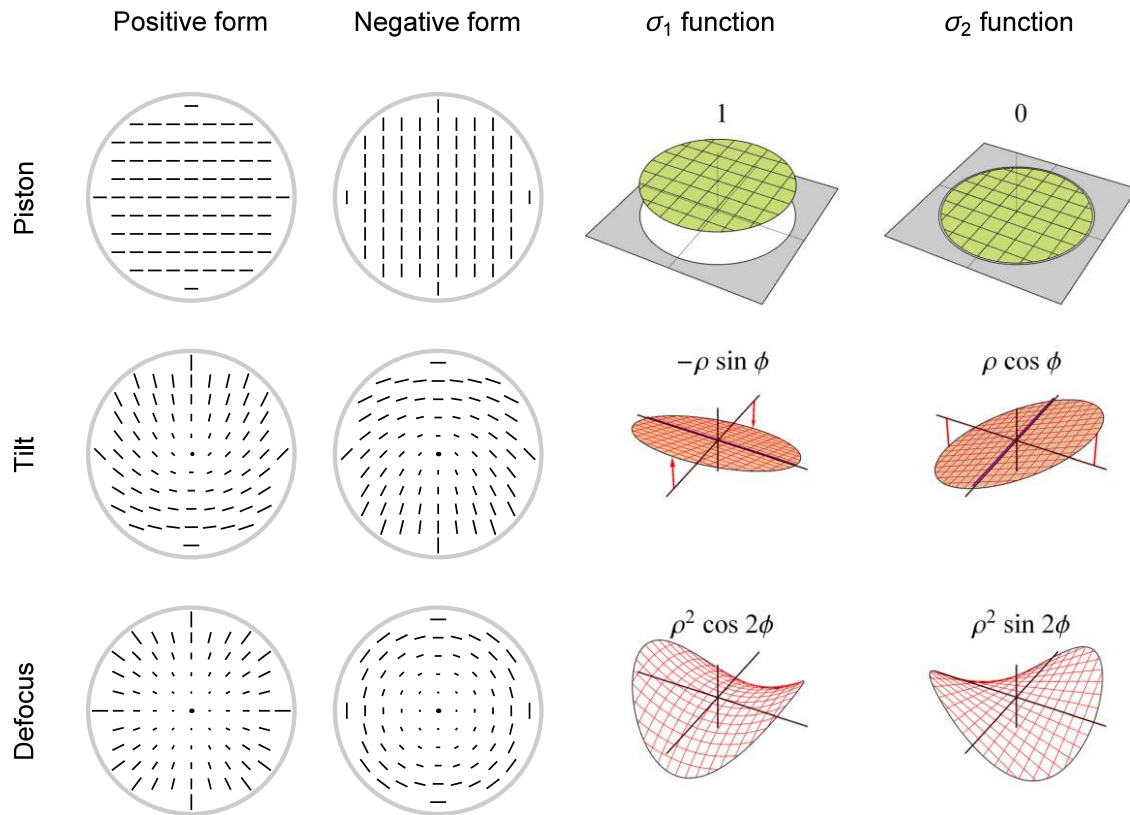 Positive form Negative form σ₁ function σ₂ function
Piston
1 0
Tilt
−ρ sin ϕ ρ cos ϕ
Defocus
ρ² cos 2ϕ ρ² sin 2ϕ